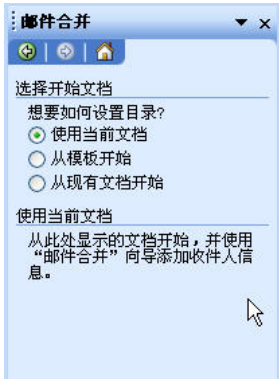 邮件合并
选择开始文档
想要如何设置目录?
使用当前文档
从模板开始
从现有文档开始
使用当前文档
从此处显示的文档开始，并使用
“邮件合并”向导添加收件人信
息。